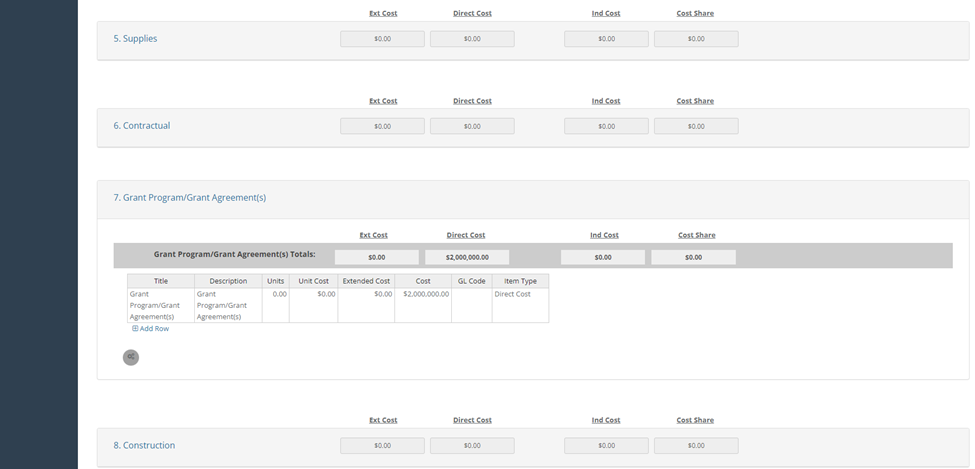 Ext Cost Direct Cost Ind Cost Cost Share
5. Supplies $0.00 $0.00 $0.00 $0.00
Ext Cost Direct Cost Ind Cost Cost Share
6. Contractual $0.00 $0.00 $0.00 $0.00
7. Grant Program/Grant Agreement(s)
Ext Cost Direct Cost Ind Cost Cost Share
Grant Program/Grant Agreement(s) Totals: $0.00 $2,000,000.00 $0.00 $0.00
Title Description Units Unit Cost Extended Cost Cost GL Code Item Type
Grant Grant 0.00 $0.00 $0.00 $2,000,000.00 Direct Cost
Program/Grant Program/Grant
Agreement(s) Agreement(s)
Add Row
Ext Cost Direct Cost Ind Cost Cost Share
8. Construction $0.00 $0.00 $0.00 $0.00